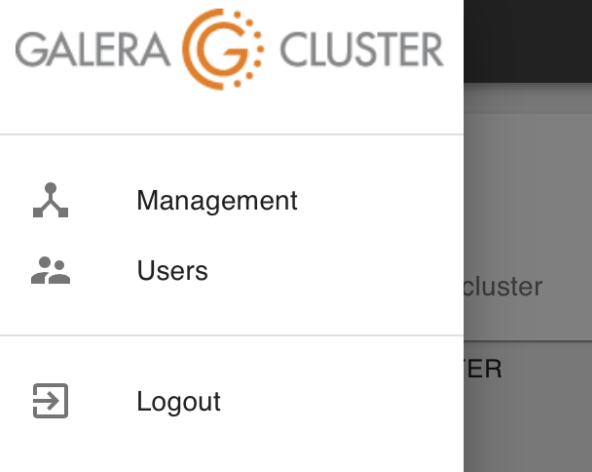 GALERA CLUSTER
Management
Users
cluster
TER
Logout